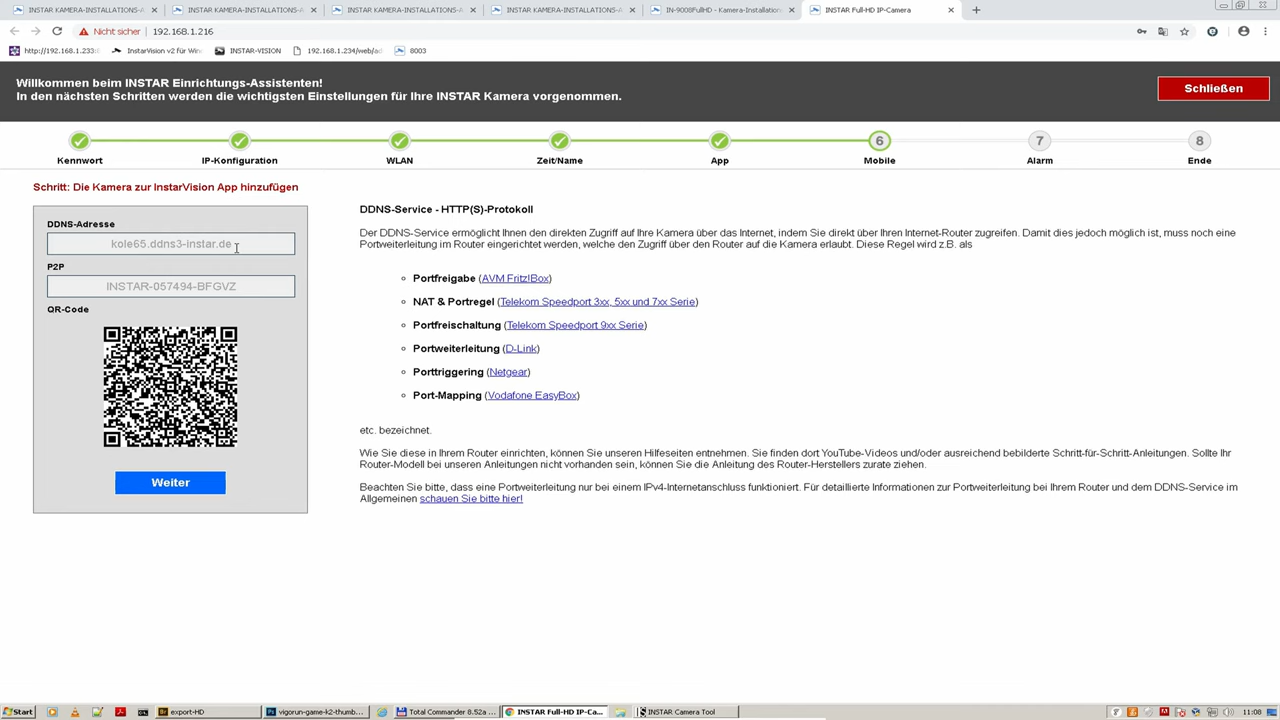 INSTAR KAMERA-INSTALLATIONS-A
INSTAR KAMERA-INSTALLATIONS-A
INSTAR KAMERA-INSTALLATIONS-A
INSTAR KAMERA-INSTALLATIONS-A
IN-9008FullHD - Kamera-Installation
INSTAR Full-HD IP-Camera
Nicht sicher | 192.168.1.216
http://192.168.1.233:8
InstarVision v2 für Win
INSTAR-VISION
192.168.1.234/web/ad
8003
Willkommen beim INSTAR Einrichtungs-Assistenten!
In den nächsten Schritten werden die wichtigsten Einstellungen für Ihre INSTAR Kamera vorgenommen.
Schließen
6 7 8
Kennwort IP-Konfiguration WLAN Zeit/Name App Mobile Alarm Ende
Schritt: Die Kamera zur InstarVision App hinzufügen
DDNS-Adresse
kole65.ddns3-instar.de
P2P
INSTAR-057494-BFGVZ
QR-Code
Weiter
DDNS-Service - HTTP(S)-Protokoll
Der DDNS-Service ermöglicht Ihnen den direkten Zugriff auf Ihre Kamera über das Internet, indem Sie direkt über Ihren Internet-Router zugreifen. Damit dies jedoch möglich ist, muss noch eine
Portweiterleitung im Router eingerichtet werden, welche den Zugriff über den Router auf die Kamera erlaubt. Diese Regel wird z.B. als
Portfreigabe (AVM Fritz!Box)
NAT & Portregel (Telekom Speedport 3xx, 5xx und 7xx Serie)
Portfreischaltung (Telekom Speedport 9xx Serie)
Portweiterleitung (D-Link)
Porttriggering (Netgear)
Port-Mapping (Vodafone EasyBox)
etc. bezeichnet.
Wie Sie diese in Ihrem Router einrichten, können Sie unseren Hilfeseiten entnehmen. Sie finden dort YouTube-Videos und/oder ausreichend bebilderte Schritt-für-Schritt-Anleitungen. Sollte Ihr
Router-Modell bei unseren Anleitungen nicht vorhanden sein, können Sie die Anleitung des Router-Herstellers zurate ziehen.
Beachten Sie bitte, dass eine Portweiterleitung nur bei einem IPv4-Internetanschluss funktioniert. Für detaillierte Informationen zur Portweiterleitung bei Ihrem Router und dem DDNS-Service im
Allgemeinen schauen Sie bitte hier!
Start
export-HD
vigorun-game-k2-thumb...
Total Commander 8.52a ...
INSTAR Full-HD IP-Ca...
INSTAR Camera Tool
11:08